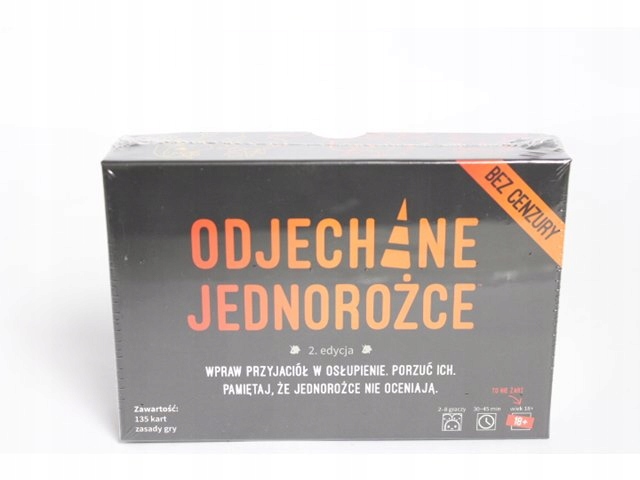 BEZ CENZURY
ODJECHANE
JEDNOROŻCE
2. edycja
WPRAW PRZYJACIÓŁ W OSŁUPIENIE. PORZUĆ ICH.
PAMIĘTAJ, ŻE JEDNOROŻCE NIE OCENIAJĄ.
Zawartość:
135 kart
zasady gry
TO NIE ŻART
2-8 graczy 30-45 min wiek 18+
18+